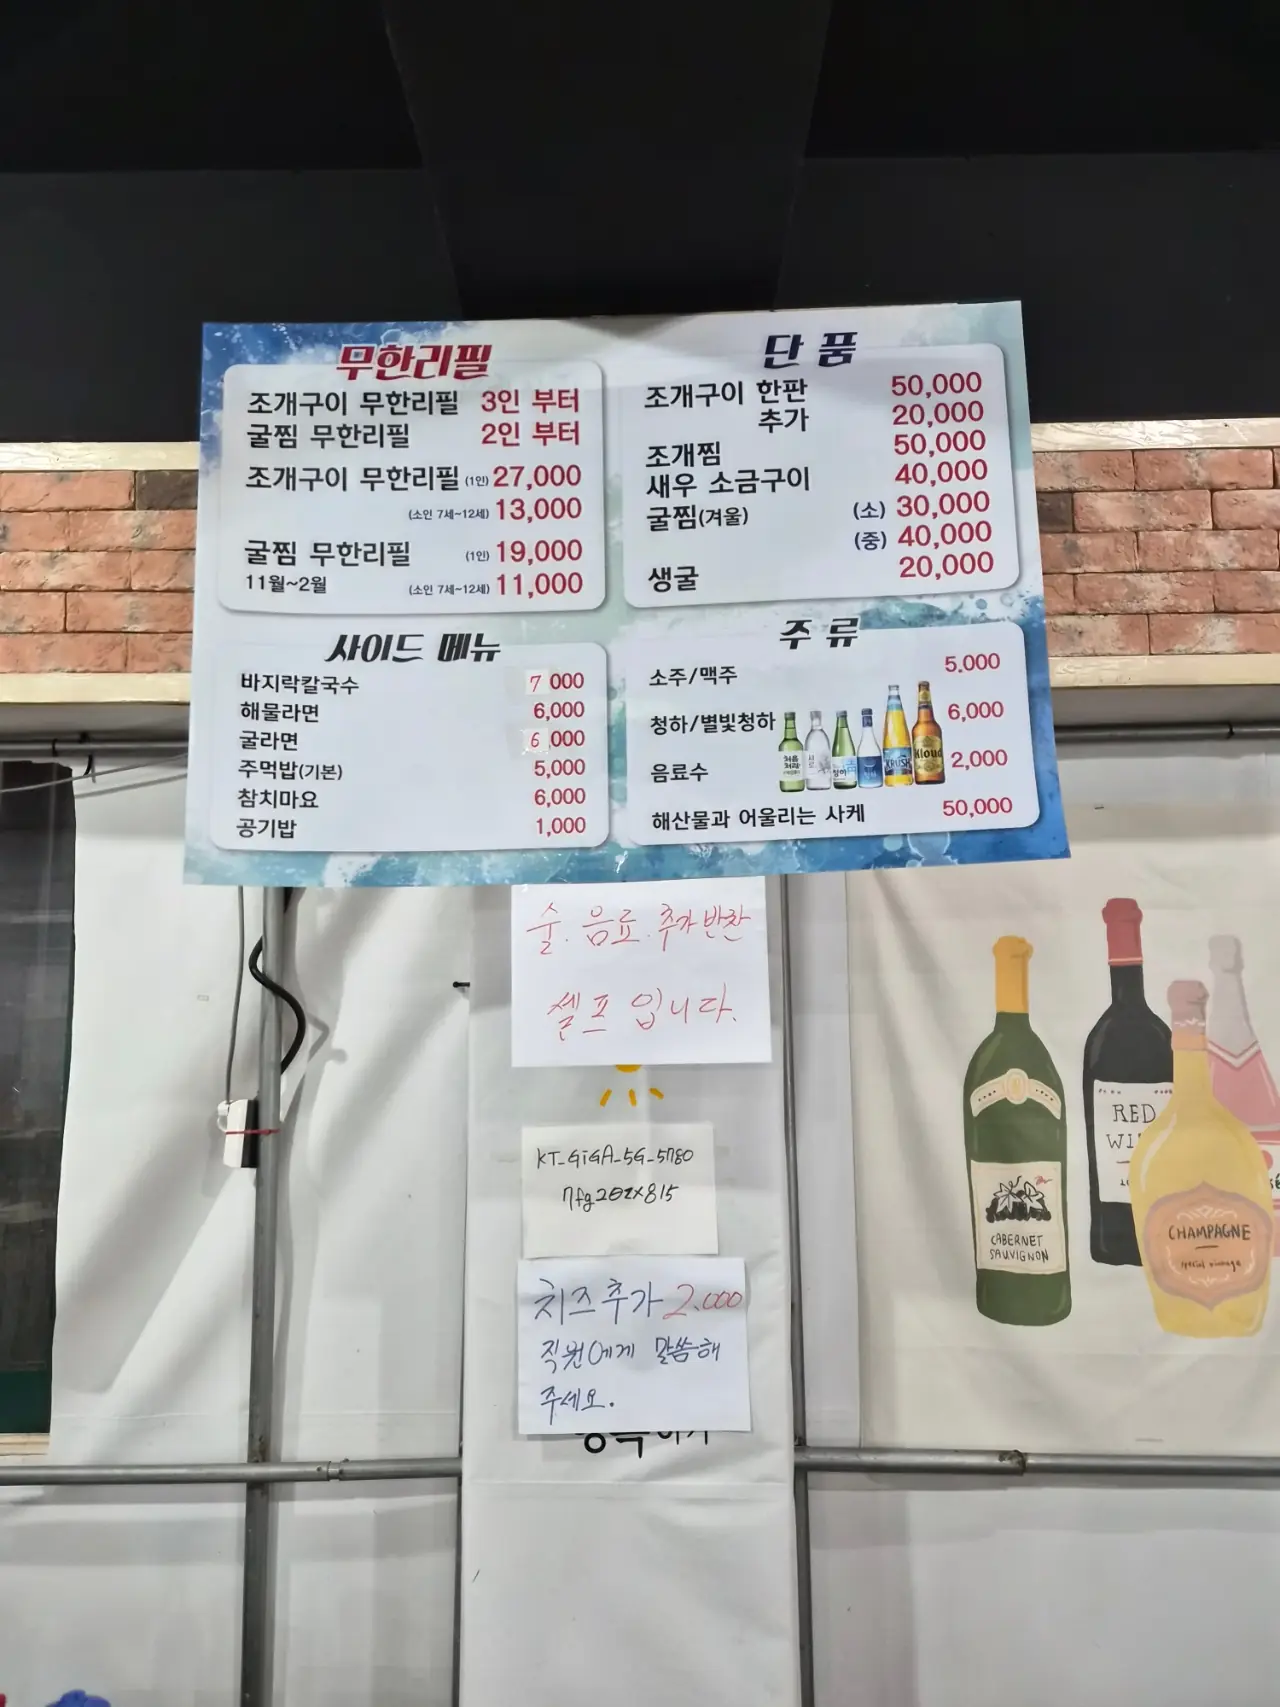 무한리필
조개구이 무한리필 3인 부터
굴찜 무한리필 2인 부터
조개구이 무한리필 (1인) 27,000
(소인 7세~12세) 13,000
굴찜 무한리필 (1인) 19,000
11월~2월 (소인 7세~12세) 11,000
단 품
조개구이 한판 50,000
추가 20,000
조개찜 50,000
새우 소금구이 40,000
굴찜(겨울) (소) 30,000
(중) 40,000
생굴 20,000
사이드 메뉴
바지락칼국수 7 000
해물라면 6,000
굴라면 6,000
주먹밥(기본) 5,000
참치마요 6,000
공기밥 1,000
주 류
소주/맥주 5.000
청하/별빛청하 6,000
음료수 2,000
해산물과 어울리는 사케 50,000
KRUSH
Kloud
술. 음료. 추가반찬
셀프 입니다.
KT_GiGA_5G_5780
7fg202x815
치즈추가 2.000
직원에게 말씀해
주세요.
CABERNET
SAUVIGNON
RED
CHAMPAGNE